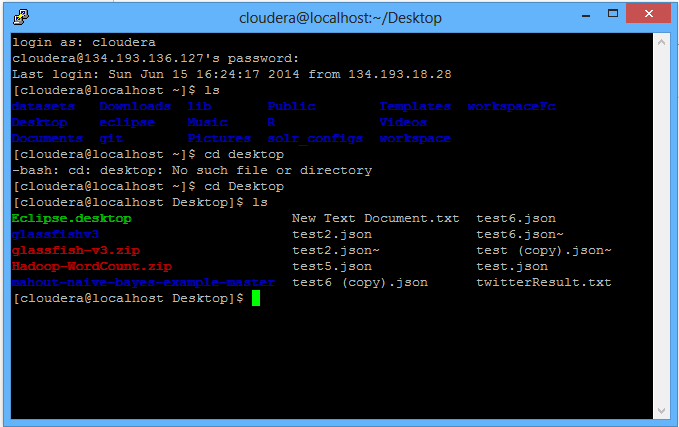 cloudera@localhost:~/Desktop
login as: cloudera
cloudera@134.193.136.127's password:
Last login: Sun Jun 15 16:24:17 2014 from 134.193.18.28
[cloudera@localhost ~]$ ls
datasets Downloads lib Public Templates workspaceFc
Desktop eclipse Music R Videos
Documents git Pictures solr_configs workspace
[cloudera@localhost ~]$ cd desktop
-bash: cd: desktop: No such file or directory
[cloudera@localhost ~]$ cd Desktop
[cloudera@localhost Desktop]$ ls
Eclipse.desktop New Text Document.txt test6.json
glassfishv3 test2.json test6.json~
glassfish-v3.zip test2.json~ test (copy).json~
Hadoop-WordCount.zip test5.json test.json
mahout-naive-bayes-example-master test6 (copy).json twitterResult.txt
[cloudera@localhost Desktop]$